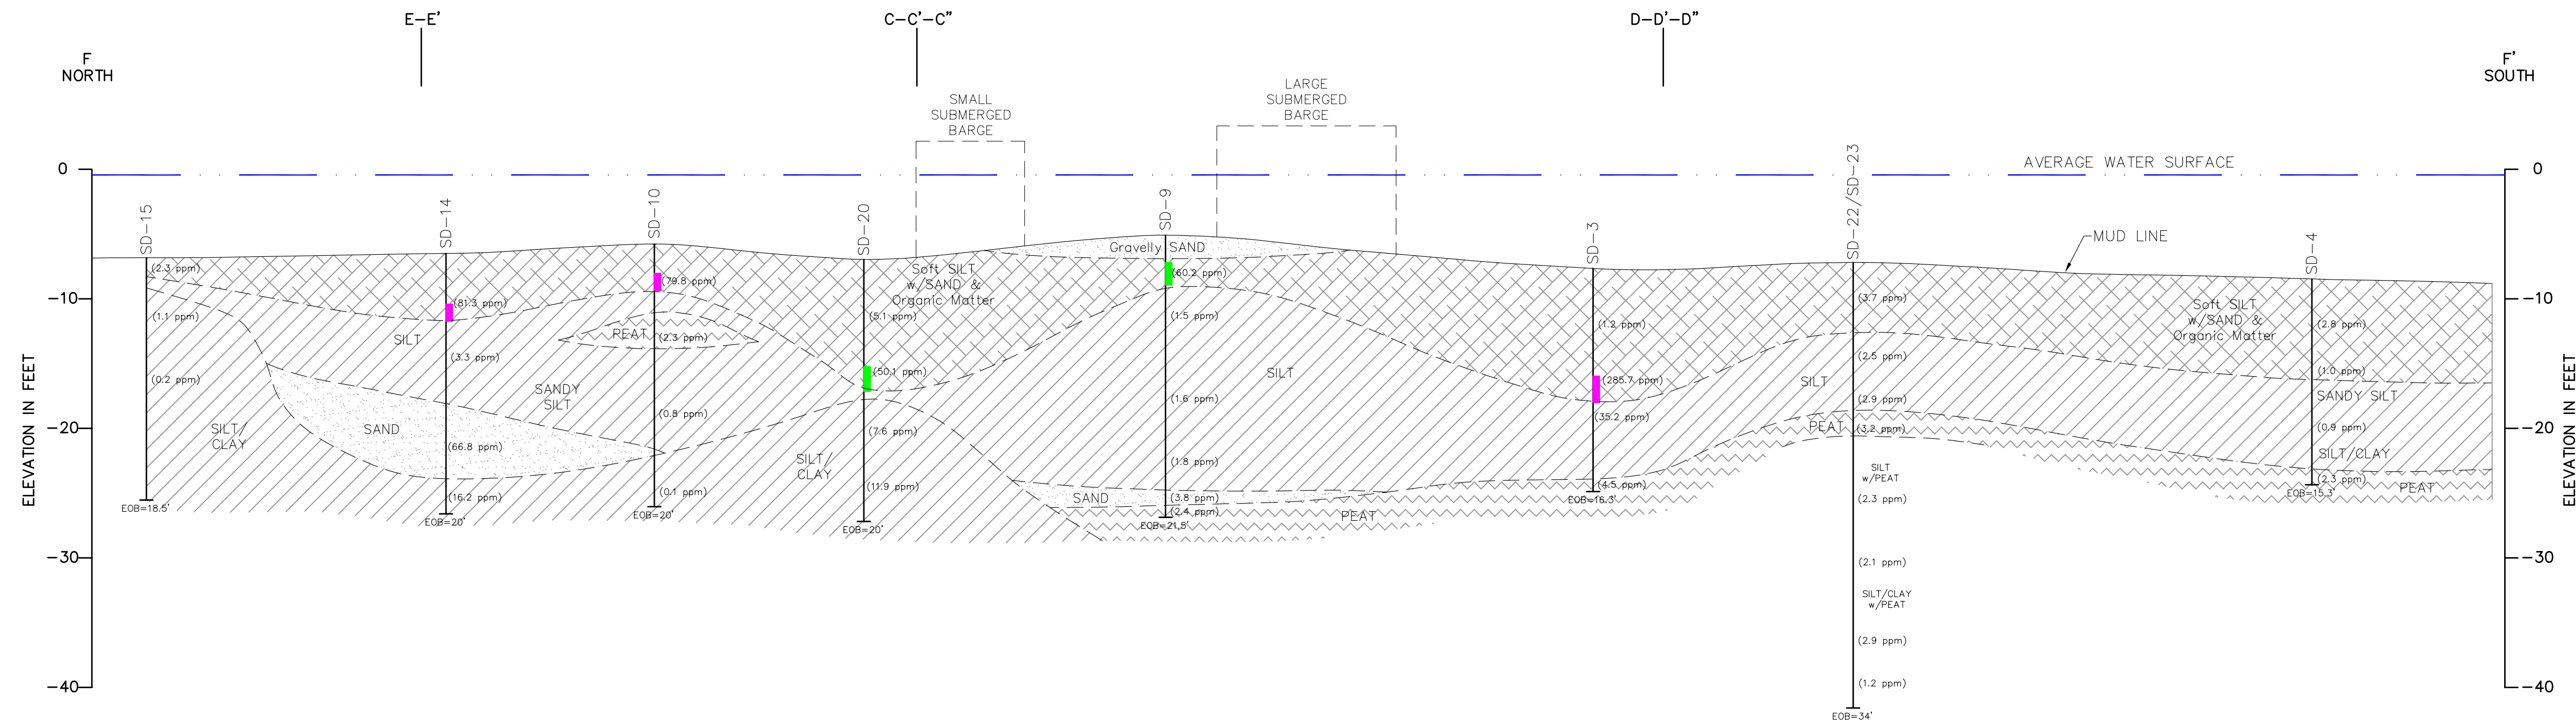 E-E'
C-C'-C"
D-D'-D"
F
NORTH
F'
SOUTH
SMALL
SUBMERGED
BARGE
LARGE
SUBMERGED
BARGE
AVERAGE WATER SURFACE
MUD LINE
ELEVATION IN FEET
0
-10
-20
-30
-40
SD-15
(2.3 ppm)
(1.1 ppm)
(0.2 ppm)
EOB=18.5'
SILT/
CLAY
SD-14
(81.3 ppm)
SILT
(3.3 ppm)
SAND
(66.8 ppm)
(16.2 ppm)
EOB=20'
SANDY
SILT
SD-10
(79.8 ppm)
PEAT
(2.3 ppm)
(0.8 ppm)
(0.1 ppm)
EOB=20'
SILT/
CLAY
SD-20
Soft SILT
w/SAND &
Organic Matter
(5.1 ppm)
(50.1 ppm)
(7.6 ppm)
(11.9 ppm)
EOB=20'
SD-9
Gravelly SAND
(60.2 ppm)
(1.5 ppm)
(1.6 ppm)
(1.8 ppm)
SAND
(3.8 ppm)
(2.4 ppm)
EOB=21.5'
SILT
PEAT
SD-3
(1.2 ppm)
(285.7 ppm)
(35.2 ppm)
(4.5 ppm)
EOB=16.3'
SD-22/SD-23
(3.7 ppm)
(2.5 ppm)
SILT
(2.9 ppm)
PEAT
(3.2 ppm)
SILT
w/PEAT
(2.3 ppm)
(2.1 ppm)
SILT/CLAY
w/PEAT
(2.9 ppm)
(1.2 ppm)
EOB=34'
Soft SILT
w/SAND &
Organic Matter
SD-4
(2.8 ppm)
(1.0 ppm)
SANDY SILT
(0.9 ppm)
SILT/CLAY
(2.3 ppm)
PEAT
EOB=15.3'
0
-10
-20
-30
-40
ELEVATION IN FEET